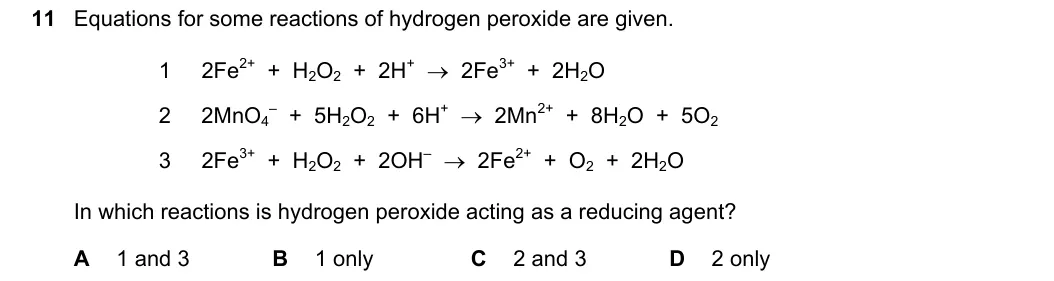 11 Equations for some reactions of hydrogen peroxide are given.
1 2Fe²⁺ + H₂O₂ + 2H⁺ → 2Fe³⁺ + 2H₂O
2 2MnO₄⁻ + 5H₂O₂ + 6H⁺ → 2Mn²⁺ + 8H₂O + 5O₂
3 2Fe³⁺ + H₂O₂ + 2OH⁻ → 2Fe²⁺ + O₂ + 2H₂O
In which reactions is hydrogen peroxide acting as a reducing agent?
A 1 and 3 B 1 only C 2 and 3 D 2 only